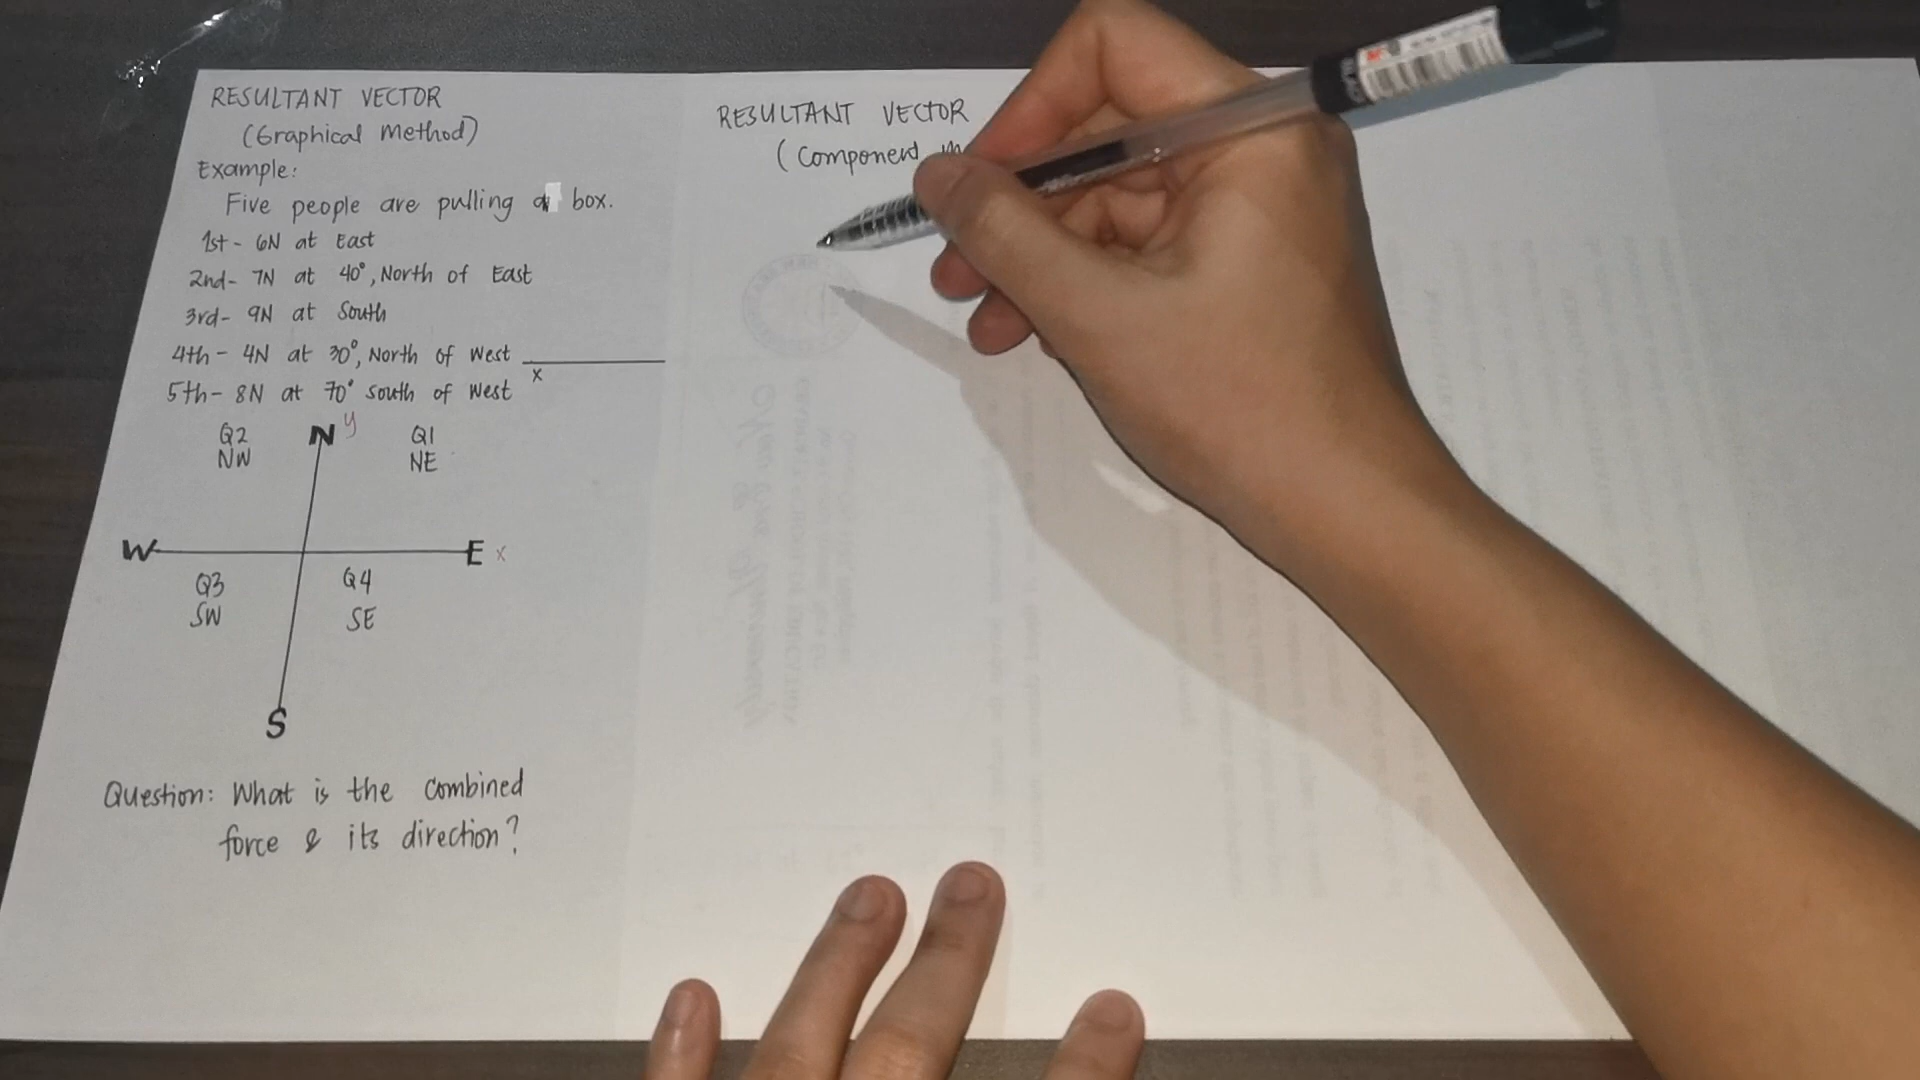 RESULTANT VECTOR
(Graphical Method)
Example:
Five people are pulling a box.
1st - 6N at East
2nd- 7N at 40°, North of East
3rd- 9N at South
4th - 4N at 30°, North of West
x
5th- 8N at 70° south of West
N y
Q2
NW
Q1
NE
W
E x
Q3
SW
Q4
SE
S
Question: What is the combined
force & its direction?
RESULTANT VECTOR
(Component